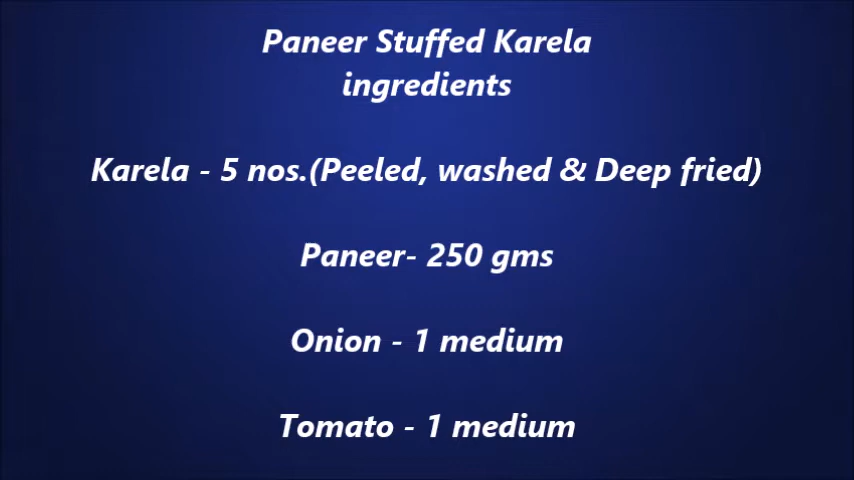 Paneer Stuffed Karela
ingredients
Karela - 5 nos.(Peeled, washed & Deep fried)
Paneer- 250 gms
Onion - 1 medium
Tomato - 1 medium